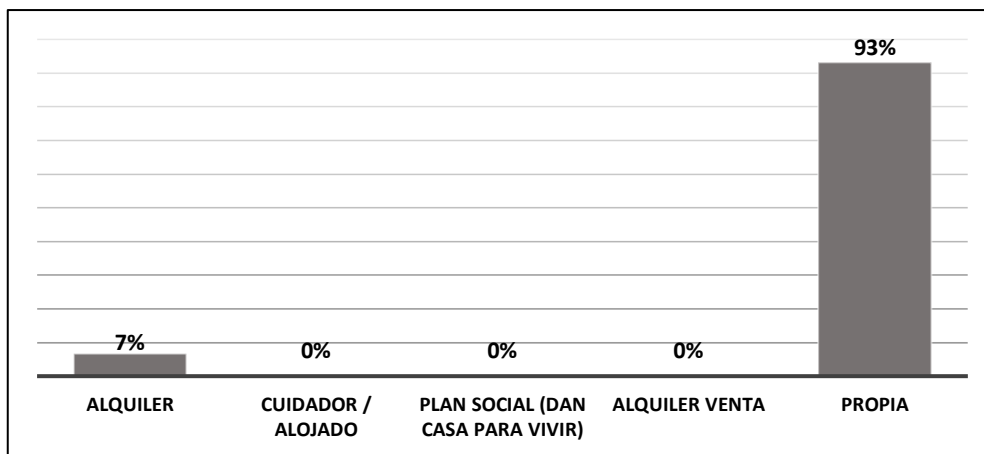 93%
7%
0%
0%
0%
ALQUILER
CUIDADOR /
ALOJADO
PLAN SOCIAL (DAN
CASA PARA VIVIR)
ALQUILER VENTA
PROPIA